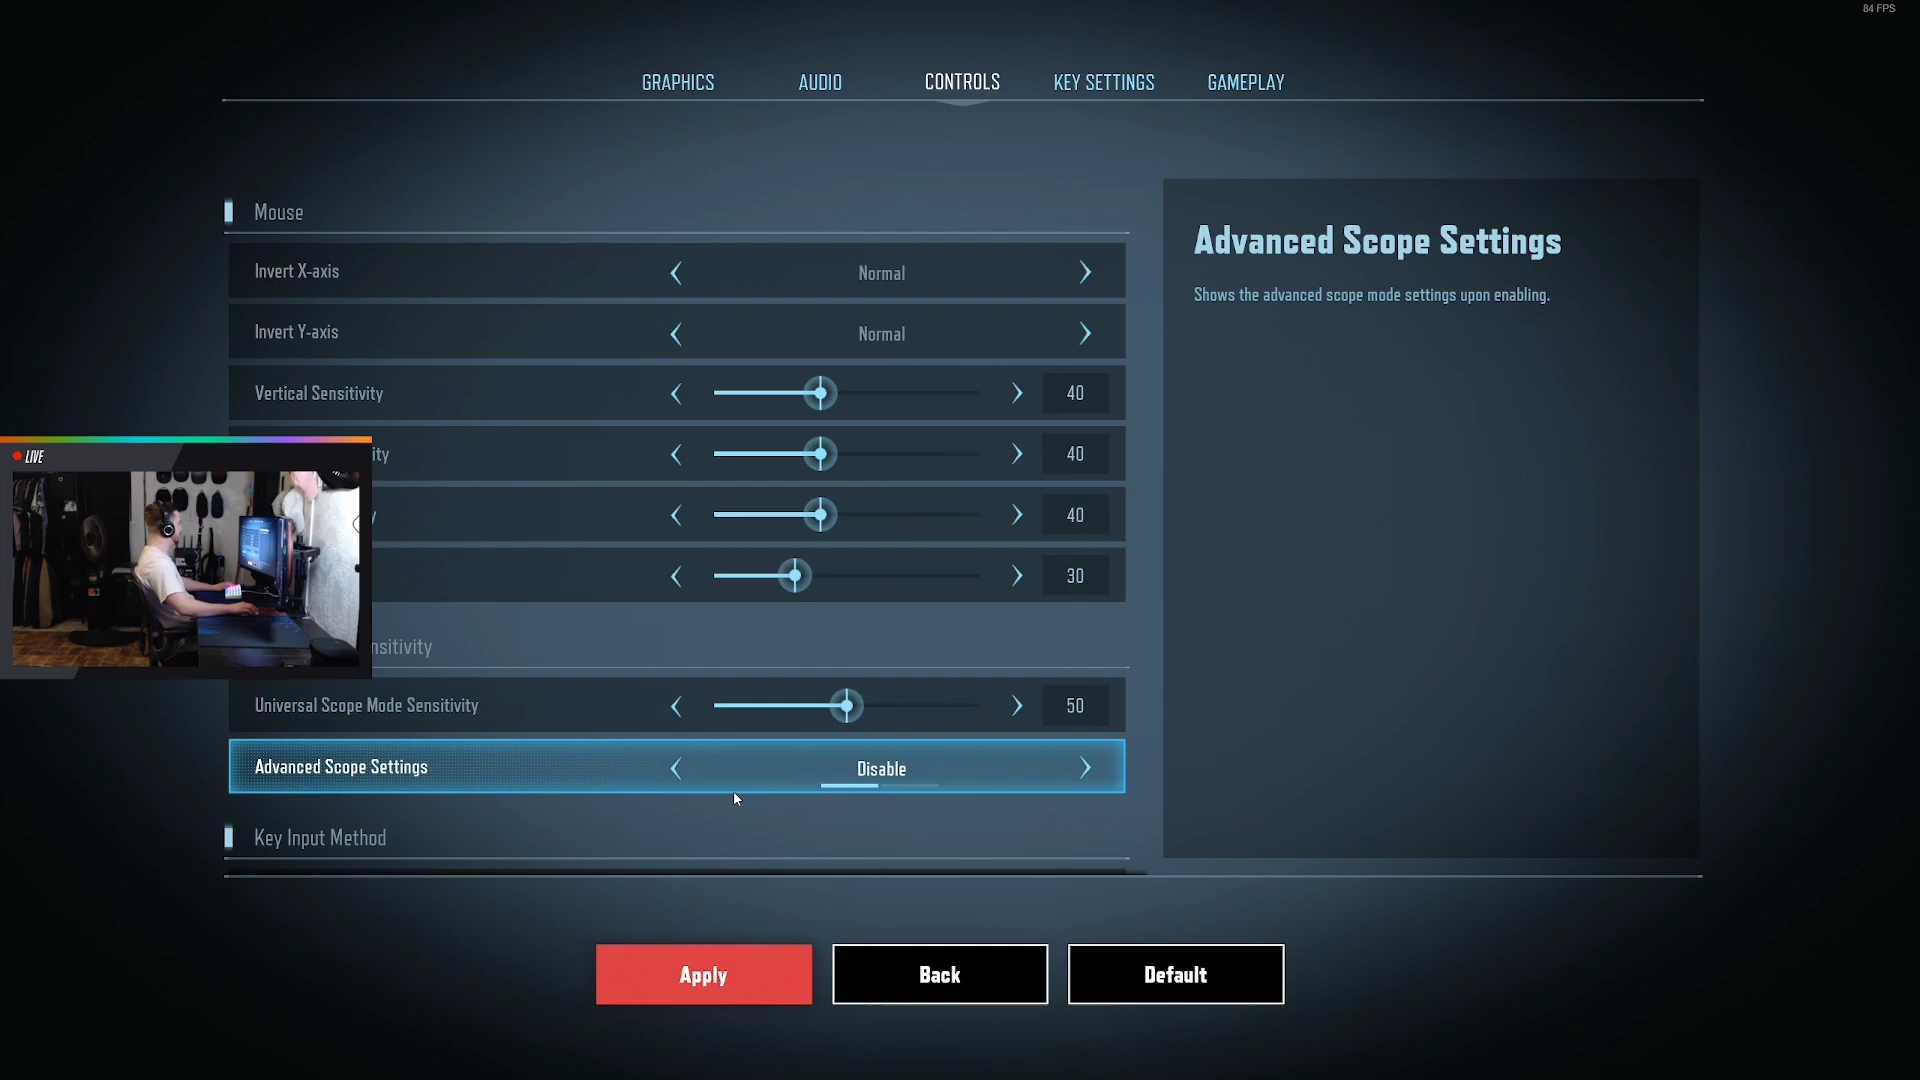 84 FPS
GRAPHICS AUDIO CONTROLS KEY SETTINGS GAMEPLAY
Mouse
Invert X-axis Normal
Invert Y-axis Normal
Vertical Sensitivity 40
ity 40
y 40
30
nsitivity
Universal Scope Mode Sensitivity 50
Advanced Scope Settings Disable
Key Input Method
LIVE
Advanced Scope Settings
Shows the advanced scope mode settings upon enabling.
Apply Back Default